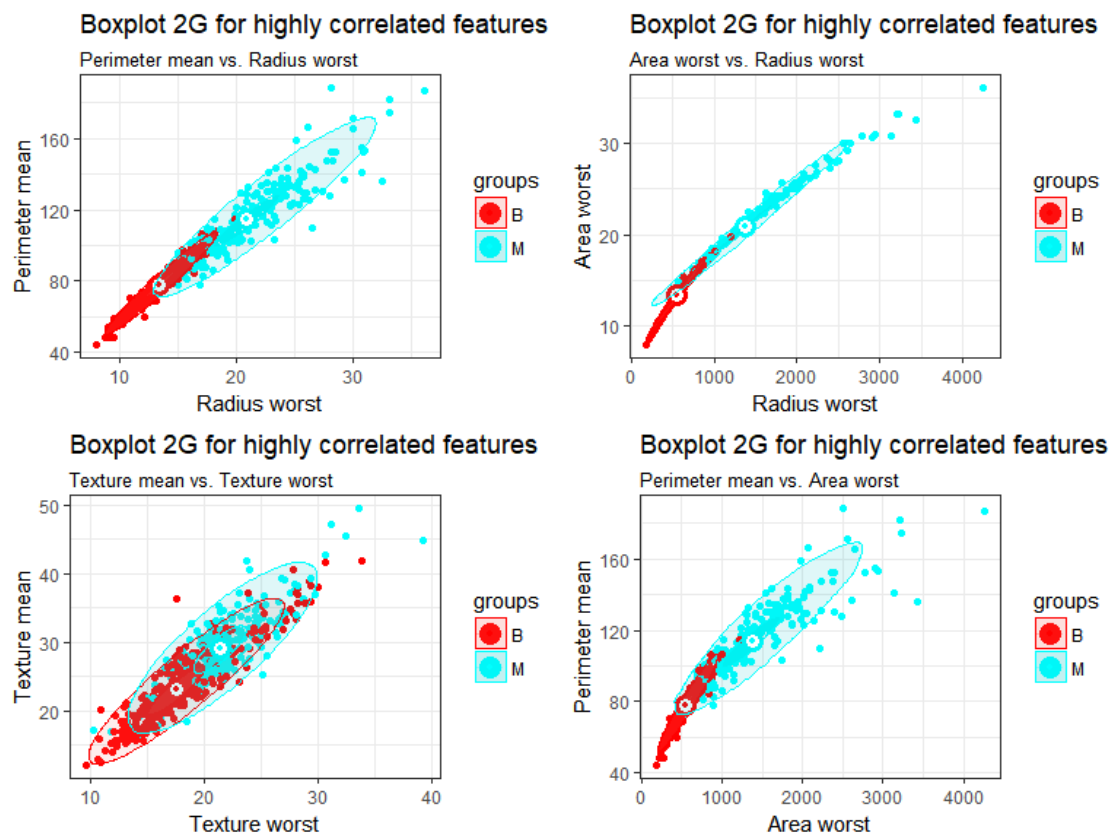 Boxplot 2G for highly correlated features
Perimeter mean vs. Radius worst
Perimeter mean
160
120
80
40
10 20 30
Radius worst
groups
B
M
Boxplot 2G for highly correlated features
Area worst vs. Radius worst
Area worst
30
20
10
0 1000 2000 3000 4000
Radius worst
groups
B
M
Boxplot 2G for highly correlated features
Texture mean vs. Texture worst
Texture mean
50
40
30
20
10 20 30 40
Texture worst
groups
B
M
Boxplot 2G for highly correlated features
Perimeter mean vs. Area worst
Perimeter mean
160
120
80
40
0 1000 2000 3000 4000
Area worst
groups
B
M